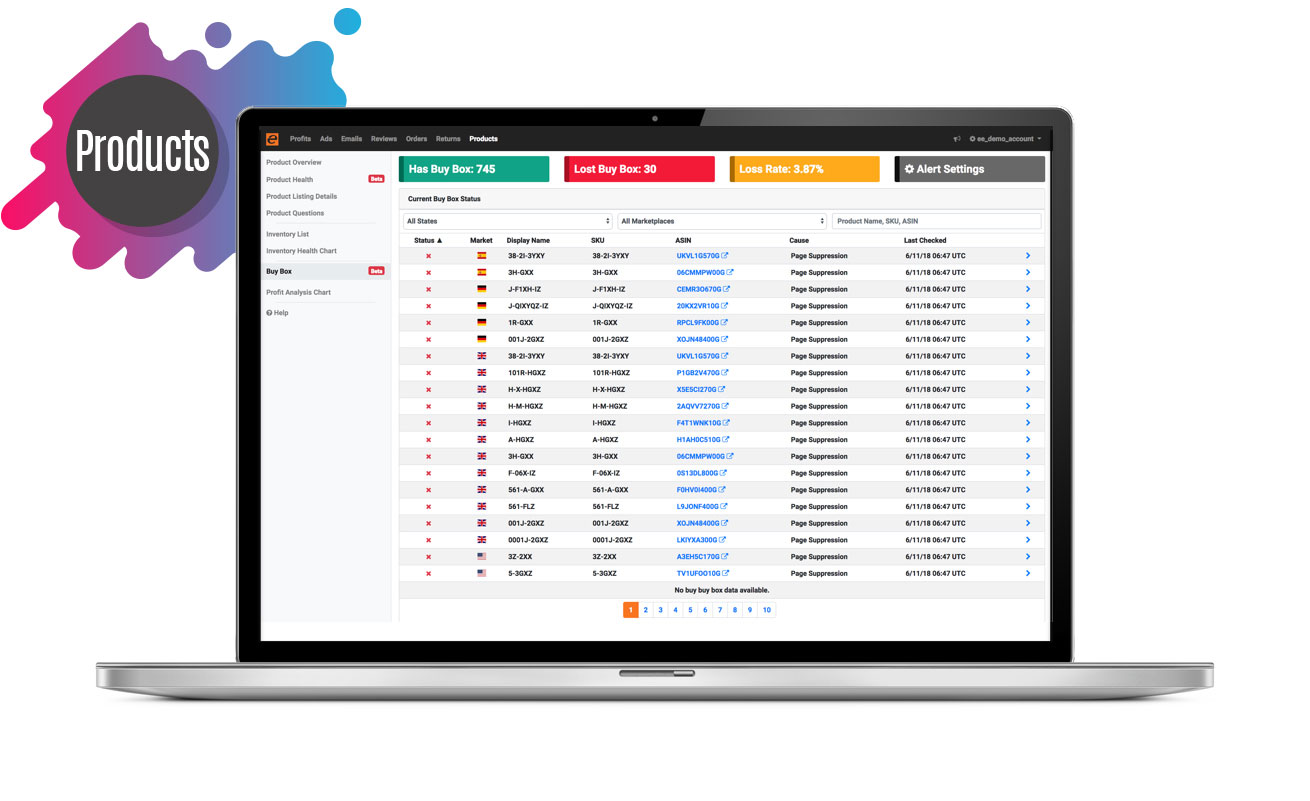 Products
Profits Ads Emails Reviews Orders Returns Products ee_demo_account
Product Overview
Product Health Beta
Product Listing Details
Product Questions
Inventory List
Inventory Health Chart
Buy Box Beta
Profit Analysis Chart
Help
Has Buy Box: 745 Lost Buy Box: 30 Loss Rate: 3.87% Alert Settings
Current Buy Box Status
All States All Marketplaces Product Name, SKU, ASIN
Status ▲ Market Display Name SKU ASIN Cause Last Checked
38-2I-3YXY 38-2I-3YXY UKVL1G570G Page Suppression 6/11/18 06:47 UTC
3H-GXX 3H-GXX 06CMMPW00G Page Suppression 6/11/18 06:47 UTC
J-F1XH-IZ J-F1XH-IZ CEMR3O670G Page Suppression 6/11/18 06:47 UTC
J-QIXYQZ-IZ J-QIXYQZ-IZ 20KX2VR10G Page Suppression 6/11/18 06:47 UTC
1R-GXX 1R-GXX RPCL9FK00G Page Suppression 6/11/18 06:47 UTC
001J-2GXZ 001J-2GXZ XOJN48400G Page Suppression 6/11/18 06:47 UTC
38-2I-3YXY 38-2I-3YXY UKVL1G570G Page Suppression 6/11/18 06:47 UTC
101R-HGXZ 101R-HGXZ P1GB2V470G Page Suppression 6/11/18 06:47 UTC
H-X-HGXZ H-X-HGXZ X5E5CI270G Page Suppression 6/11/18 06:47 UTC
H-M-HGXZ H-M-HGXZ 2AQVV7270G Page Suppression 6/11/18 06:47 UTC
I-HGXZ I-HGXZ F4T1WNK10G Page Suppression 6/11/18 06:47 UTC
A-HGXZ A-HGXZ H1AH0C510G Page Suppression 6/11/18 06:47 UTC
3H-GXX 3H-GXX 06CMMPW00G Page Suppression 6/11/18 06:47 UTC
F-06X-IZ F-06X-IZ 0S13DL800G Page Suppression 6/11/18 06:47 UTC
561-A-GXX 561-A-GXX F0HV0I400G Page Suppression 6/11/18 06:47 UTC
561-FLZ 561-FLZ L9JONF400G Page Suppression 6/11/18 06:47 UTC
001J-2GXZ 001J-2GXZ XOJN48400G Page Suppression 6/11/18 06:47 UTC
0001J-2GXZ 0001J-2GXZ LKIYXA300G Page Suppression 6/11/18 06:47 UTC
3Z-2XX 3Z-2XX A3EH5C170G Page Suppression 6/11/18 06:47 UTC
5-3GXZ 5-3GXZ TV1UFOO10G Page Suppression 6/11/18 06:47 UTC
No buy buy box data available.
1 2 3 4 5 6 7 8 9 10